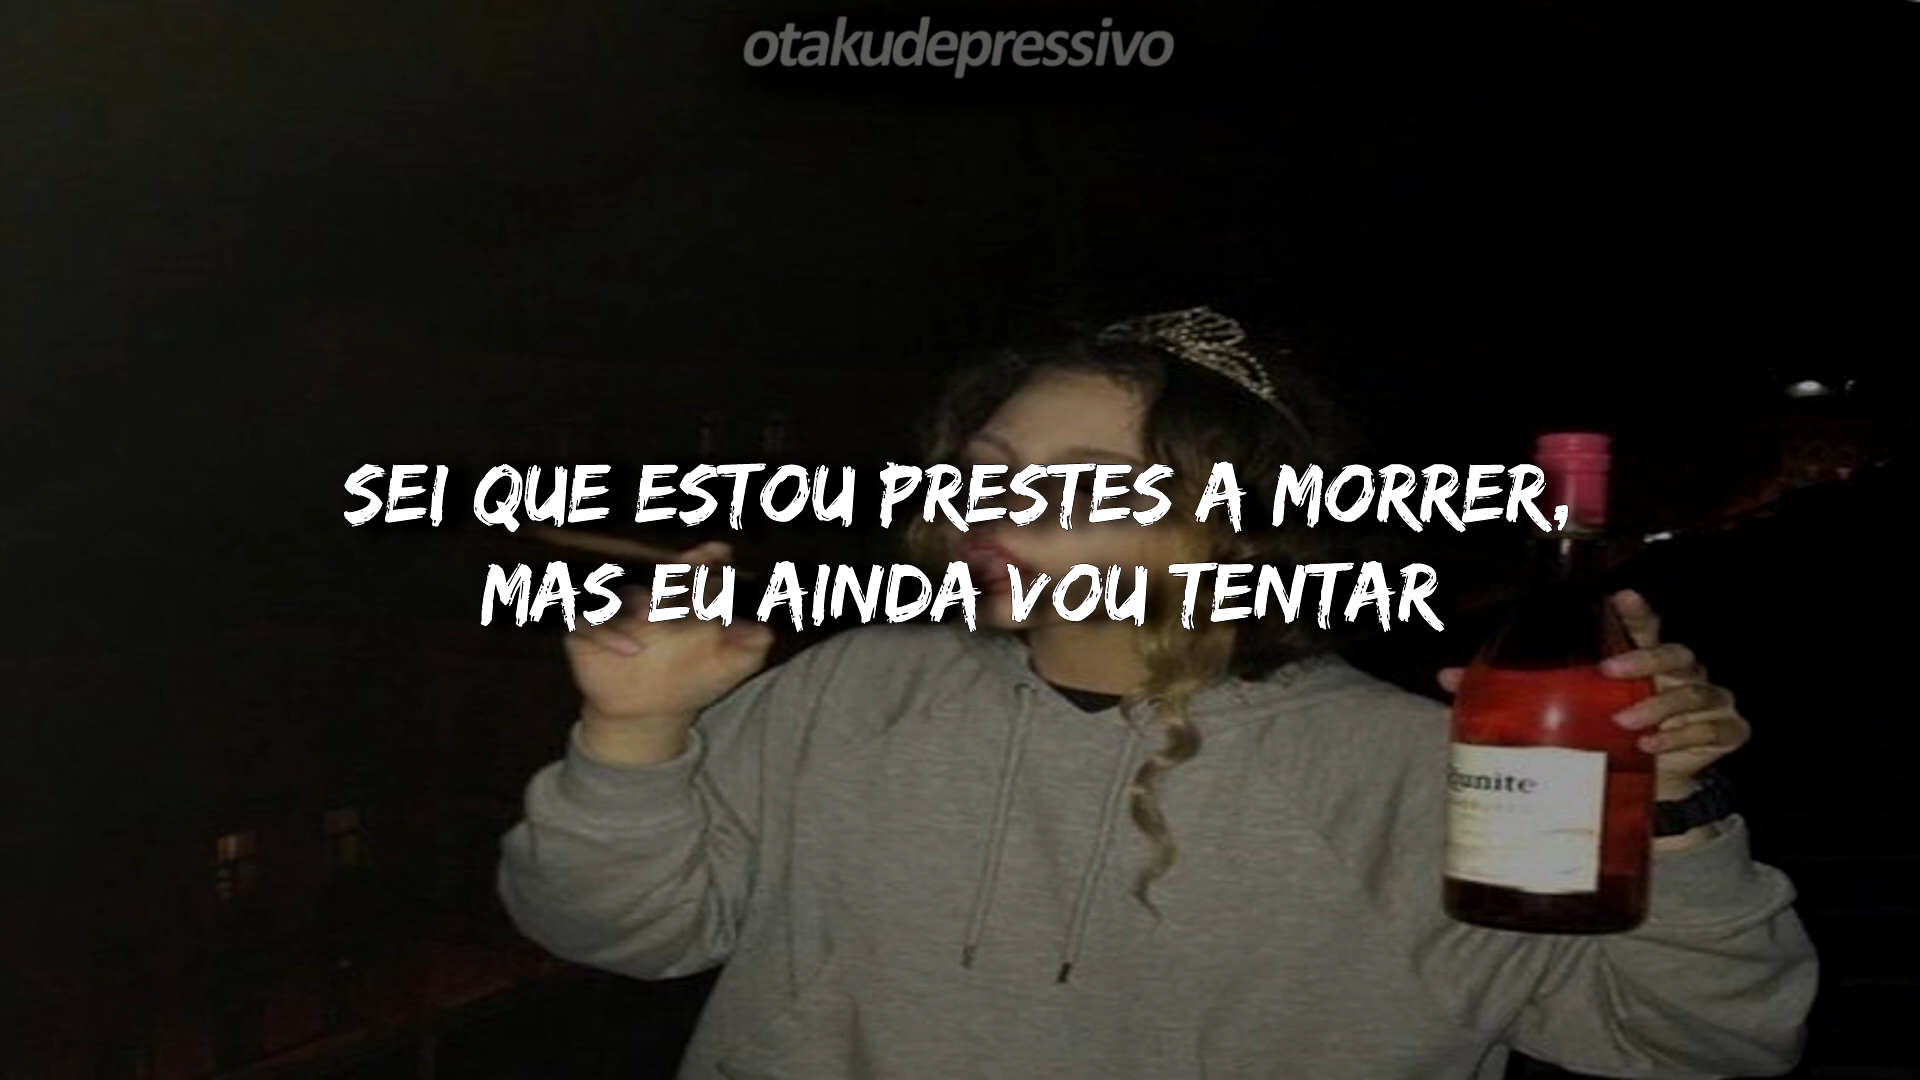 otakudepressivo
SEI QUE ESTOU PRESTES A MORRER,
MAS EU AINDA VOU TENTAR